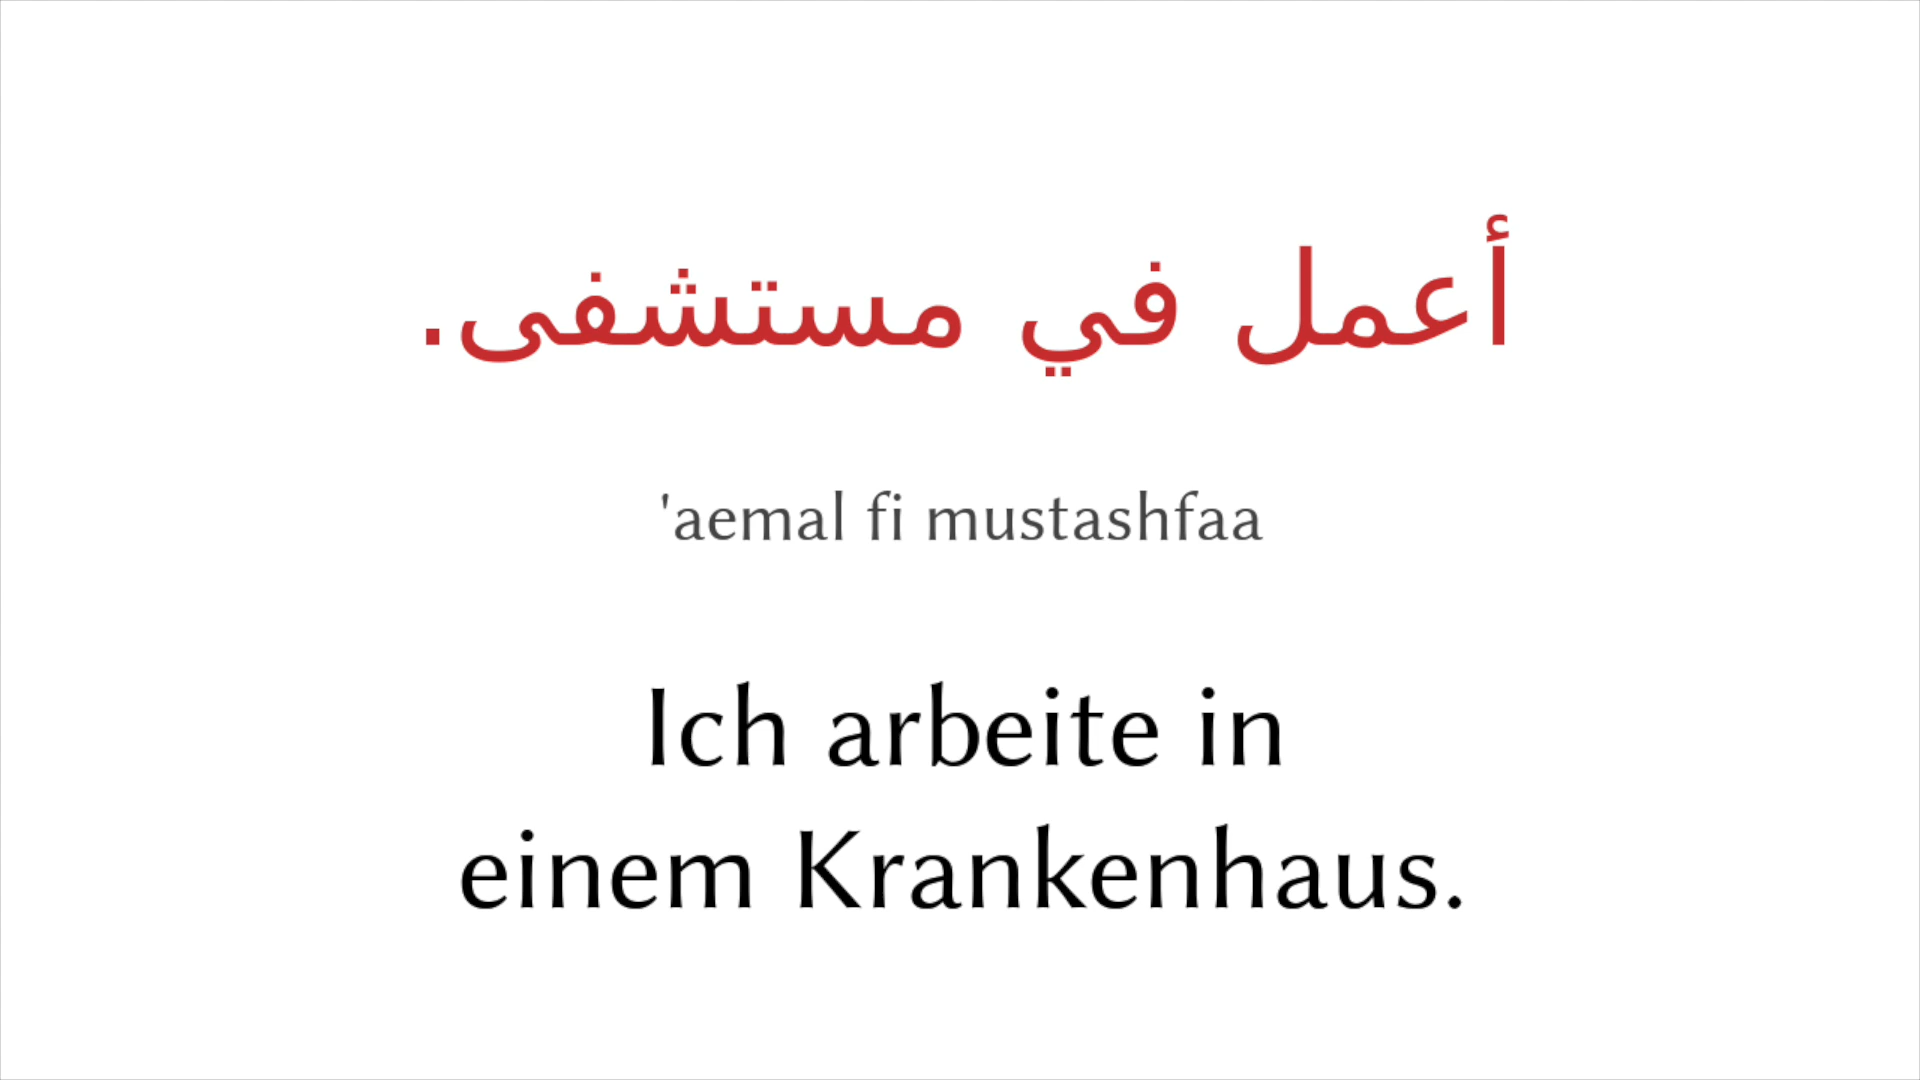 أعمل في مستشفى.
'aemal fi mustashfaa
Ich arbeite in
einem Krankenhaus.